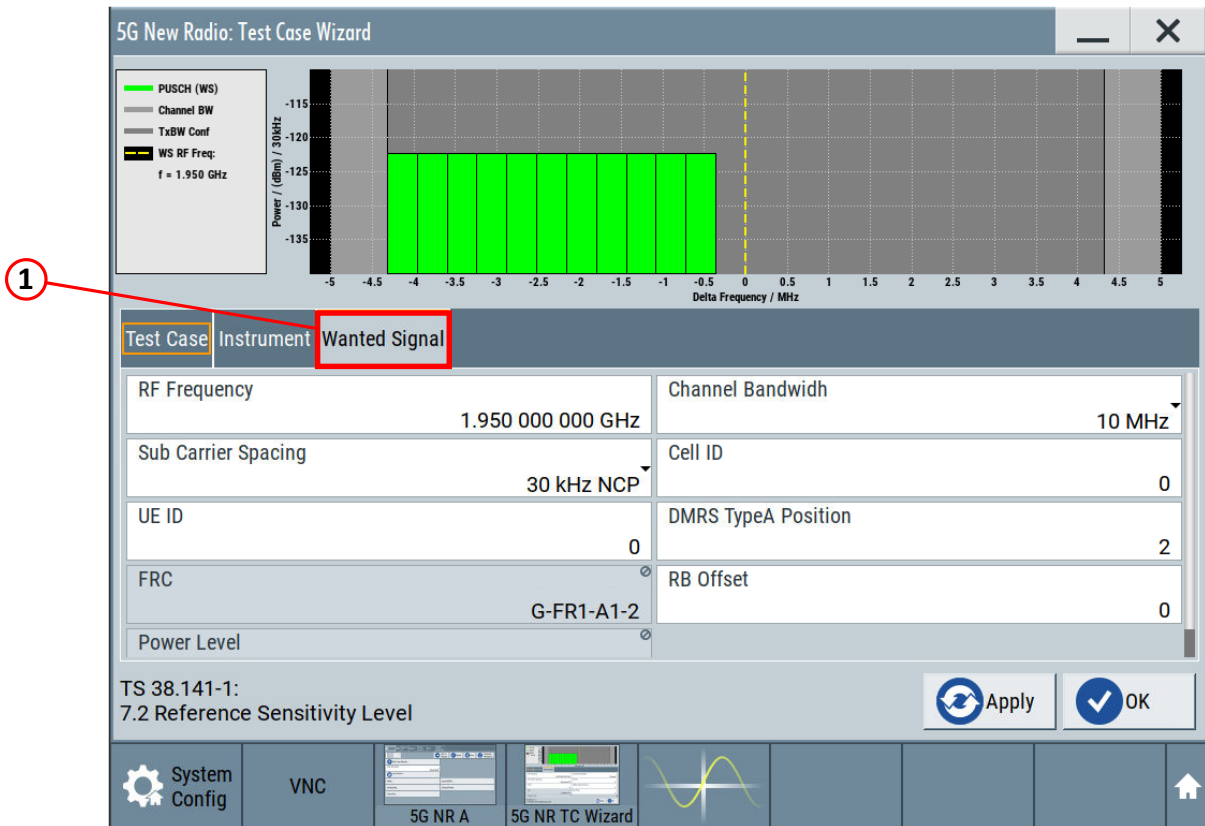 5G New Radio: Test Case Wizard
PUSCH (WS)
Channel BW
TxBW Conf
WS RF Freq:
f = 1.950 GHz
Power / (dBm) / 30kHz
-115
-120
-125
-130
-135
-5 -4.5 -4 -3.5 -3 -2.5 -2 -1.5 -1 -0.5 0 0.5 1 1.5 2 2.5 3 3.5 4 4.5 5
Delta Frequency / MHz
1
Test Case Instrument Wanted Signal
RF Frequency
1.950 000 000 GHz
Channel Bandwidh
10 MHz
Sub Carrier Spacing
30 kHz NCP
Cell ID
0
UE ID
0
DMRS TypeA Position
2
FRC
G-FR1-A1-2
RB Offset
0
Power Level
TS 38.141-1:
7.2 Reference Sensitivity Level
Apply
OK
System
Config
VNC
5G NR A
5G NR TC Wizard